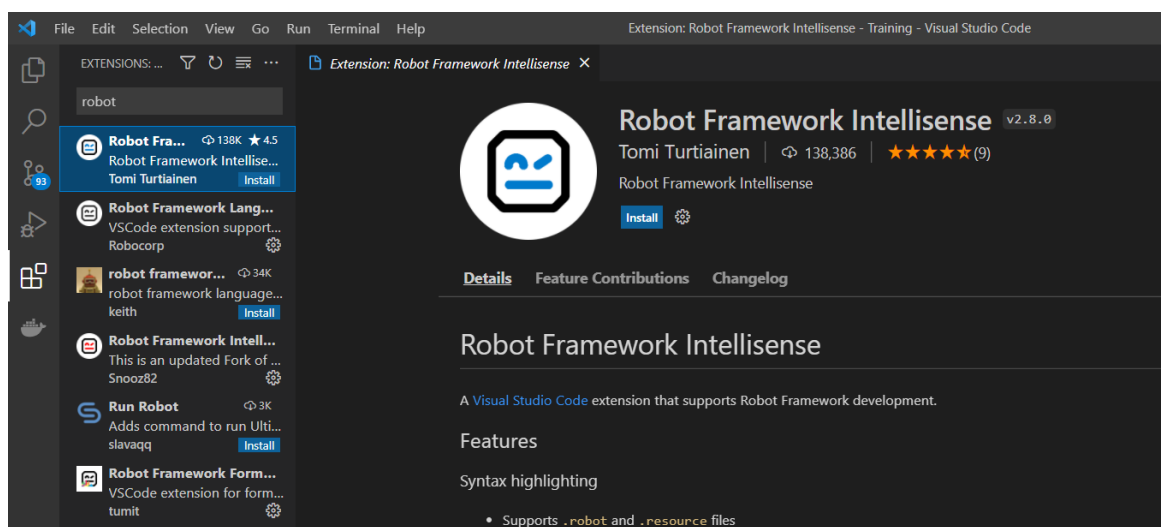 File Edit Selection View Go Run Terminal Help
Extension: Robot Framework Intellisense - Training - Visual Studio Code
EXTENSIONS: ...
Extension: Robot Framework Intellisense
robot
Robot Fra... 138K ★ 4.5
Robot Framework Intellise...
Tomi Turtiainen Install
Robot Framework Lang...
VSCode extension support...
Robocorp
robot framewor... 34K
robot framework language...
keith Install
Robot Framework Intell...
This is an updated Fork of ...
Snooz82
Run Robot 3K
Adds command to run Ulti...
slavaqq Install
Robot Framework Form...
VSCode extension for form...
tumit
93
Robot Framework Intellisense v2.8.0
Tomi Turtiainen | 138,386 | ★★★★★(9)
Robot Framework Intellisense
Install
Details Feature Contributions Changelog
Robot Framework Intellisense
A Visual Studio Code extension that supports Robot Framework development.
Features
Syntax highlighting
• Supports .robot and .resource files